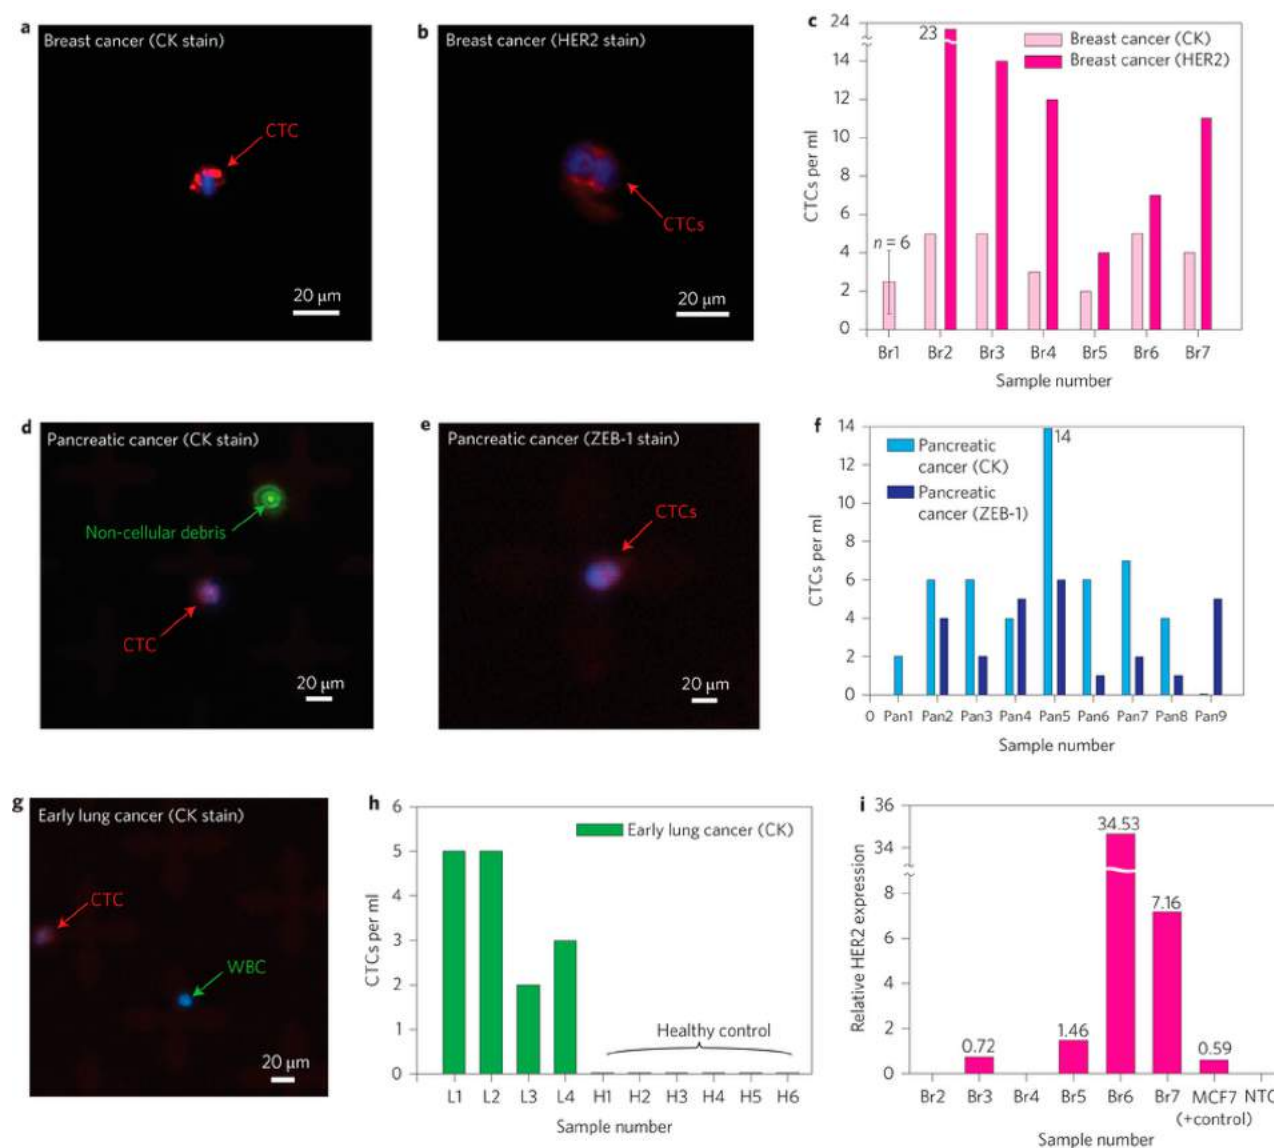 a
Breast cancer (CK stain)
CTC
20 μm
b
Breast cancer (HER2 stain)
CTCs
20 μm
c
24
23
14
12
10
8
6
4
2
0
CTCs per ml
n = 6
Breast cancer (CK)
Breast cancer (HER2)
Br1 Br2 Br3 Br4 Br5 Br6 Br7
Sample number
d
Pancreatic cancer (CK stain)
Non-cellular debris
CTC
20 μm
e
Pancreatic cancer (ZEB-1 stain)
CTCs
20 μm
f
14
12
10
8
6
4
2
0
CTCs per ml
14
Pancreatic
cancer (CK)
Pancreatic
cancer (ZEB-1)
0 Pan1 Pan2 Pan3 Pan4 Pan5 Pan6 Pan7 Pan8 Pan9
Sample number
g
Early lung cancer (CK stain)
CTC
WBC
20 μm
h
6
5
4
3
2
1
0
CTCs per ml
Early lung cancer (CK)
Healthy control
L1 L2 L3 L4 H1 H2 H3 H4 H5 H6
Sample number
i
36
34
8
6
4
2
0
Relative HER2 expression
0.72
1.46
34.53
7.16
0.59
Br2 Br3 Br4 Br5 Br6 Br7 MCF7 NTC
(+control)
Sample number